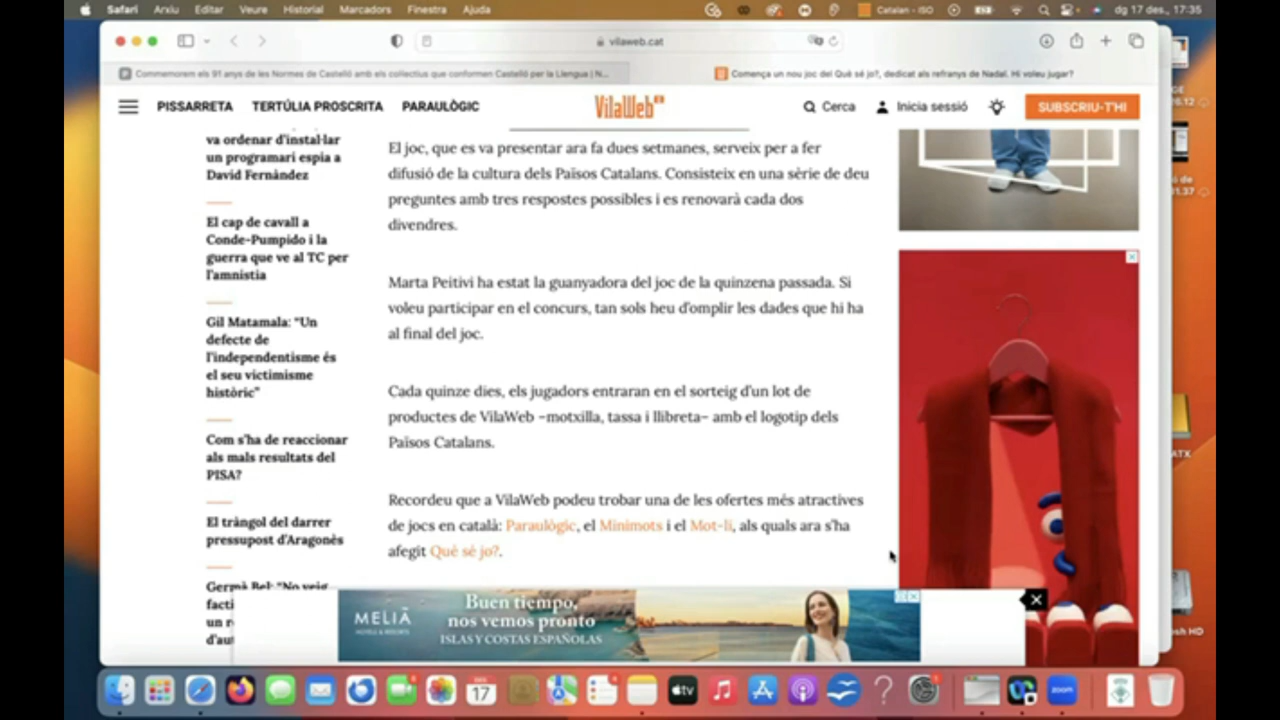 Safari Arxiu Editar Veure Historial Marcadors Finestra Ajuda Catalan - ISO dg 17 des., 17:35
vilaweb.cat
Commemorem els 91 anys de les Normes de Castelló amb els col·lectius que conformen Castelló per la Llengua | N...
Comença un nou joc del Què sé jo?, dedicat als refranys de Nadal. Hi voleu jugar?
PISSARRETA TERTÚLIA PROSCRITA PARAULÒGIC VilaWeb Cerca Inicia sessió SUBSCRIU-T'HI
va ordenar d'instal·lar
un programari espia a
David Fernàndez
El cap de cavall a
Conde-Pumpido i la
guerra que ve al TC per
l'amnistia
Gil Matamala: “Un
defecte de
l'independentisme és
el seu victimisme
històric”
Com s'ha de reaccionar
als mals resultats del
PISA?
El tràngol del darrer
pressupost d'Aragonès
Germà Bel: “No veig
facti
un r
d'aut
El joc, que es va presentar ara fa dues setmanes, serveix per a fer
difusió de la cultura dels Països Catalans. Consisteix en una sèrie de deu
preguntes amb tres respostes possibles i es renovarà cada dos
divendres.
Marta Peitivi ha estat la guanyadora del joc de la quinzena passada. Si
voleu participar en el concurs, tan sols heu d'omplir les dades que hi ha
al final del joc.
Cada quinze dies, els jugadors entraran en el sorteig d'un lot de
productes de VilaWeb –motxilla, tassa i llibreta– amb el logotip dels
Països Catalans.
Recordeu que a VilaWeb podeu trobar una de les ofertes més atractives
de jocs en català: Paraulògic, el Minimots i el Mot-li, als quals ara s'ha
afegit Què sé jo?.
MELIÃ
HOTELS & RESORTS
Buen tiempo,
nos vemos pronto
ISLAS Y COSTAS ESPAÑOLAS
17
tv
zoom